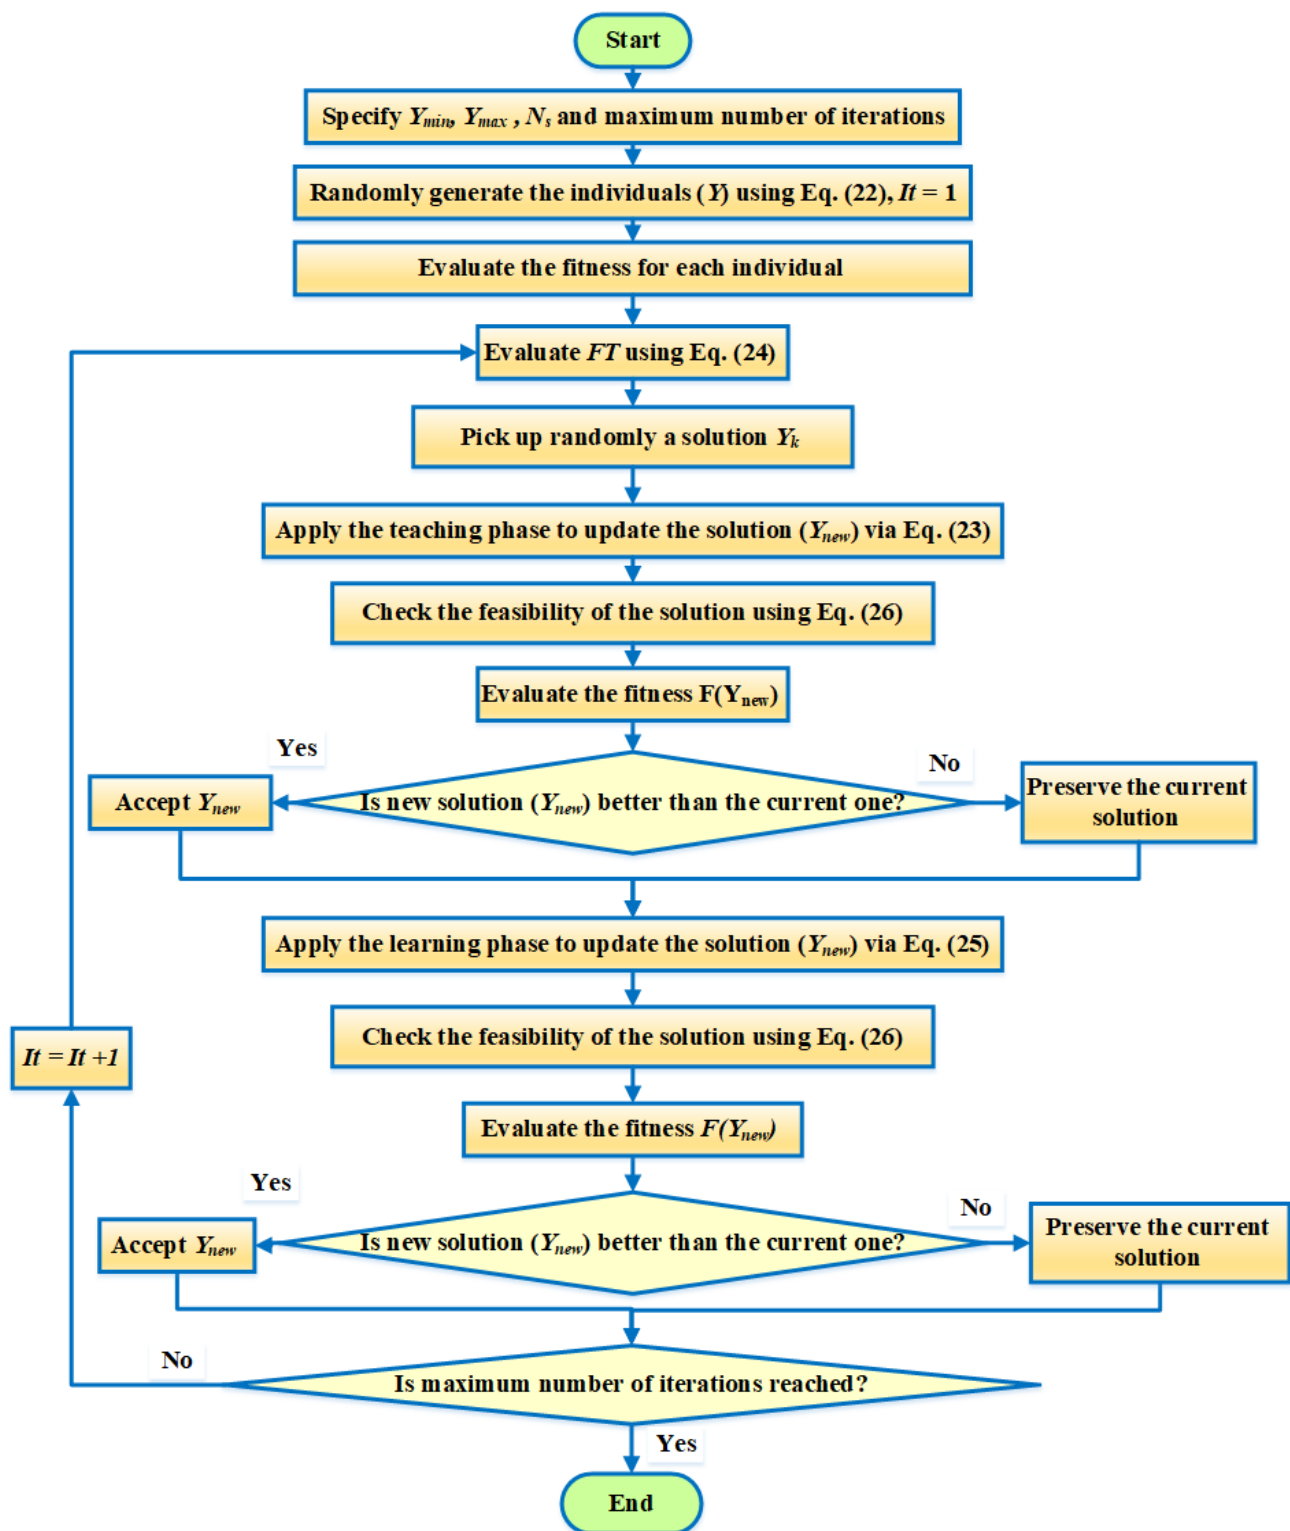 Start
Specify Ymin, Ymax , Ns and maximum number of iterations
Randomly generate the individuals (Y) using Eq. (22), It = 1
Evaluate the fitness for each individual
Evaluate FT using Eq. (24)
Pick up randomly a solution Yk
Apply the teaching phase to update the solution (Ynew) via Eq. (23)
Check the feasibility of the solution using Eq. (26)
Evaluate the fitness F(Ynew)
Yes
No
Accept Ynew
Is new solution (Ynew) better than the current one?
Preserve the current
solution
Apply the learning phase to update the solution (Ynew) via Eq. (25)
Check the feasibility of the solution using Eq. (26)
It = It +1
Evaluate the fitness F(Ynew)
Yes
No
Accept Ynew
Is new solution (Ynew) better than the current one?
Preserve the current
solution
No
Is maximum number of iterations reached?
Yes
End